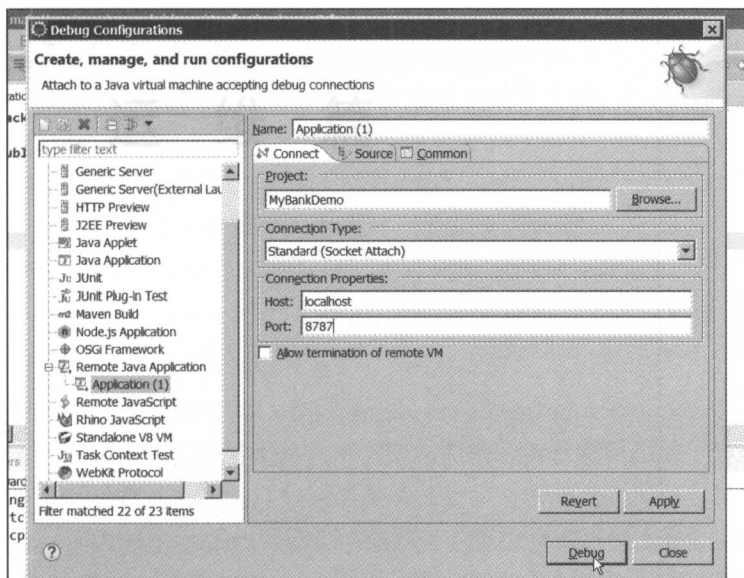 Debug Configurations
Create, manage, and run configurations
Attach to a Java virtual machine accepting debug connections
type filter text
Generic Server
Generic Server(External Lau
HTTP Preview
J2EE Preview
Java Applet
Java Application
Ju JUnit
JUnit Plug-in Test
m2 Maven Build
Node.js Application
OSGi Framework
Remote Java Application
Application (1)
Remote JavaScript
Rhino JavaScript
Standalone V8 VM
Ju Task Context Test
WebKit Protocol
Filter matched 22 of 23 items
Name: Application (1)
Connect Source Common
Project:
MyBankDemo Browse...
Connection Type:
Standard (Socket Attach)
Connection Properties:
Host: localhost
Port: 8787
Allow termination of remote VM
Revert Apply
? Debug Close